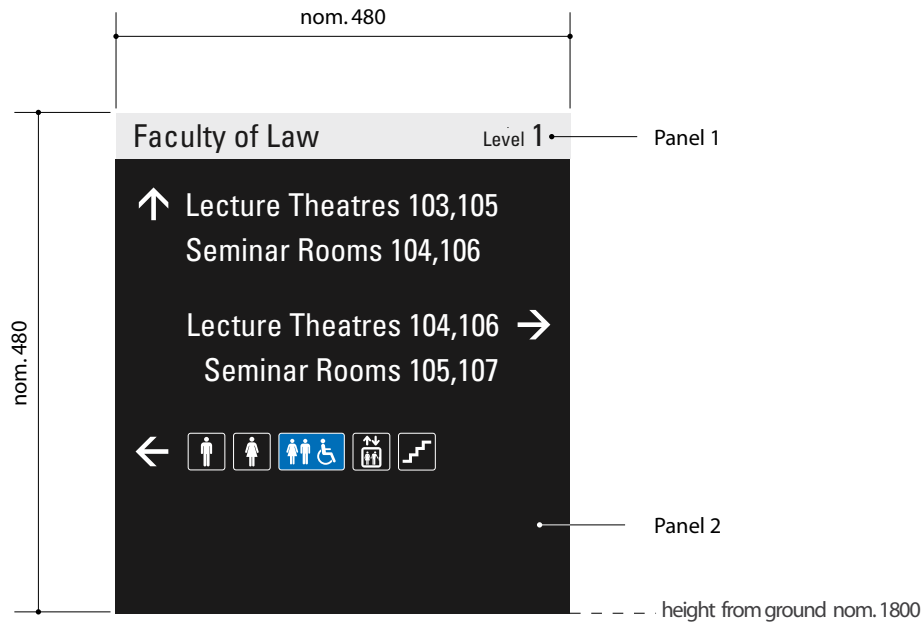 nom. 480
Faculty of Law Level 1 Panel 1
Lecture Theatres 103,105
Seminar Rooms 104,106
nom. 480
Lecture Theatres 104,106
Seminar Rooms 105,107
Panel 2
height from ground nom. 1800